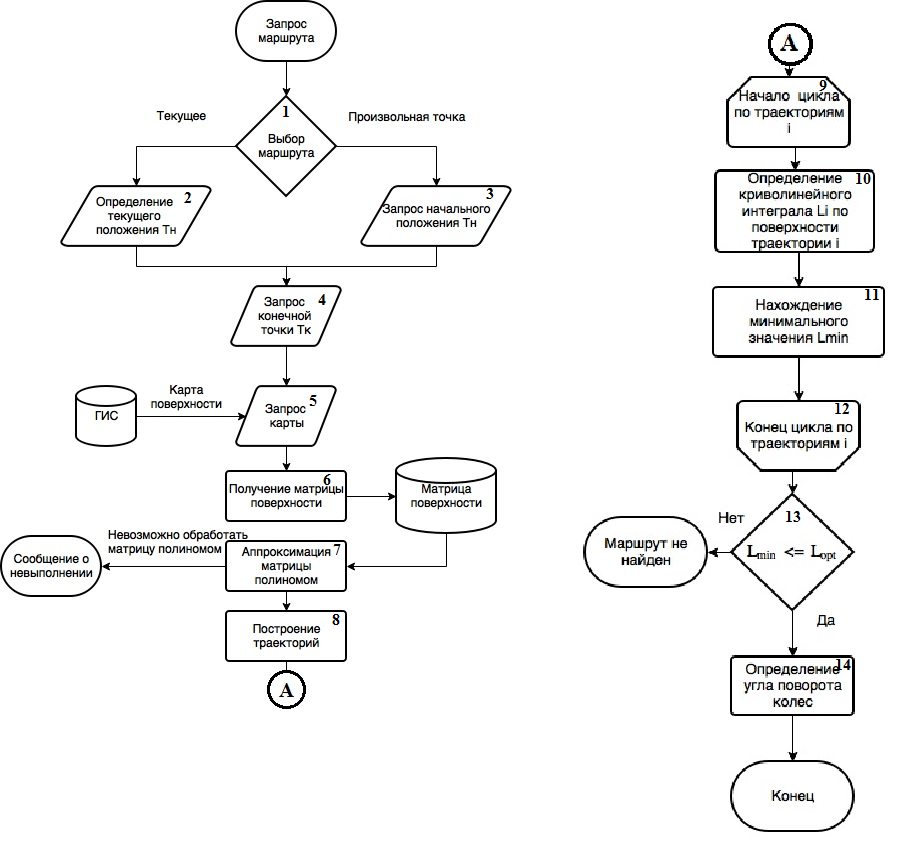 Запрос
маршрута
1
Выбор
маршрута
Текущее
Произвольная точка
2
Определение
текущего
положения Тн
3
Запрос начального
положения Тн
4
Запрос
конечной
точки Тк
ГИС
Карта
поверхности
5
Запрос
карты
6
Получение матрицы
поверхности
Матрица
поверхности
Невозможно обработать
матрицу полиномом
Сообщение о
невыполнении
7
Аппроксимация
матрицы
полиномом
8
Построение
траекторий
А
А
9
Начало цикла
по траекториям
i
10
Определение
криволинейного
интеграла Li по
поверхности
траектории i
11
Нахождение
минимального
значения Lmin
12
Конец цикла по
траекториям i
13
Lmin <= Lopt
Нет
Маршрут не
найден
Да
14
Определение
угла поворота
колес
Конец